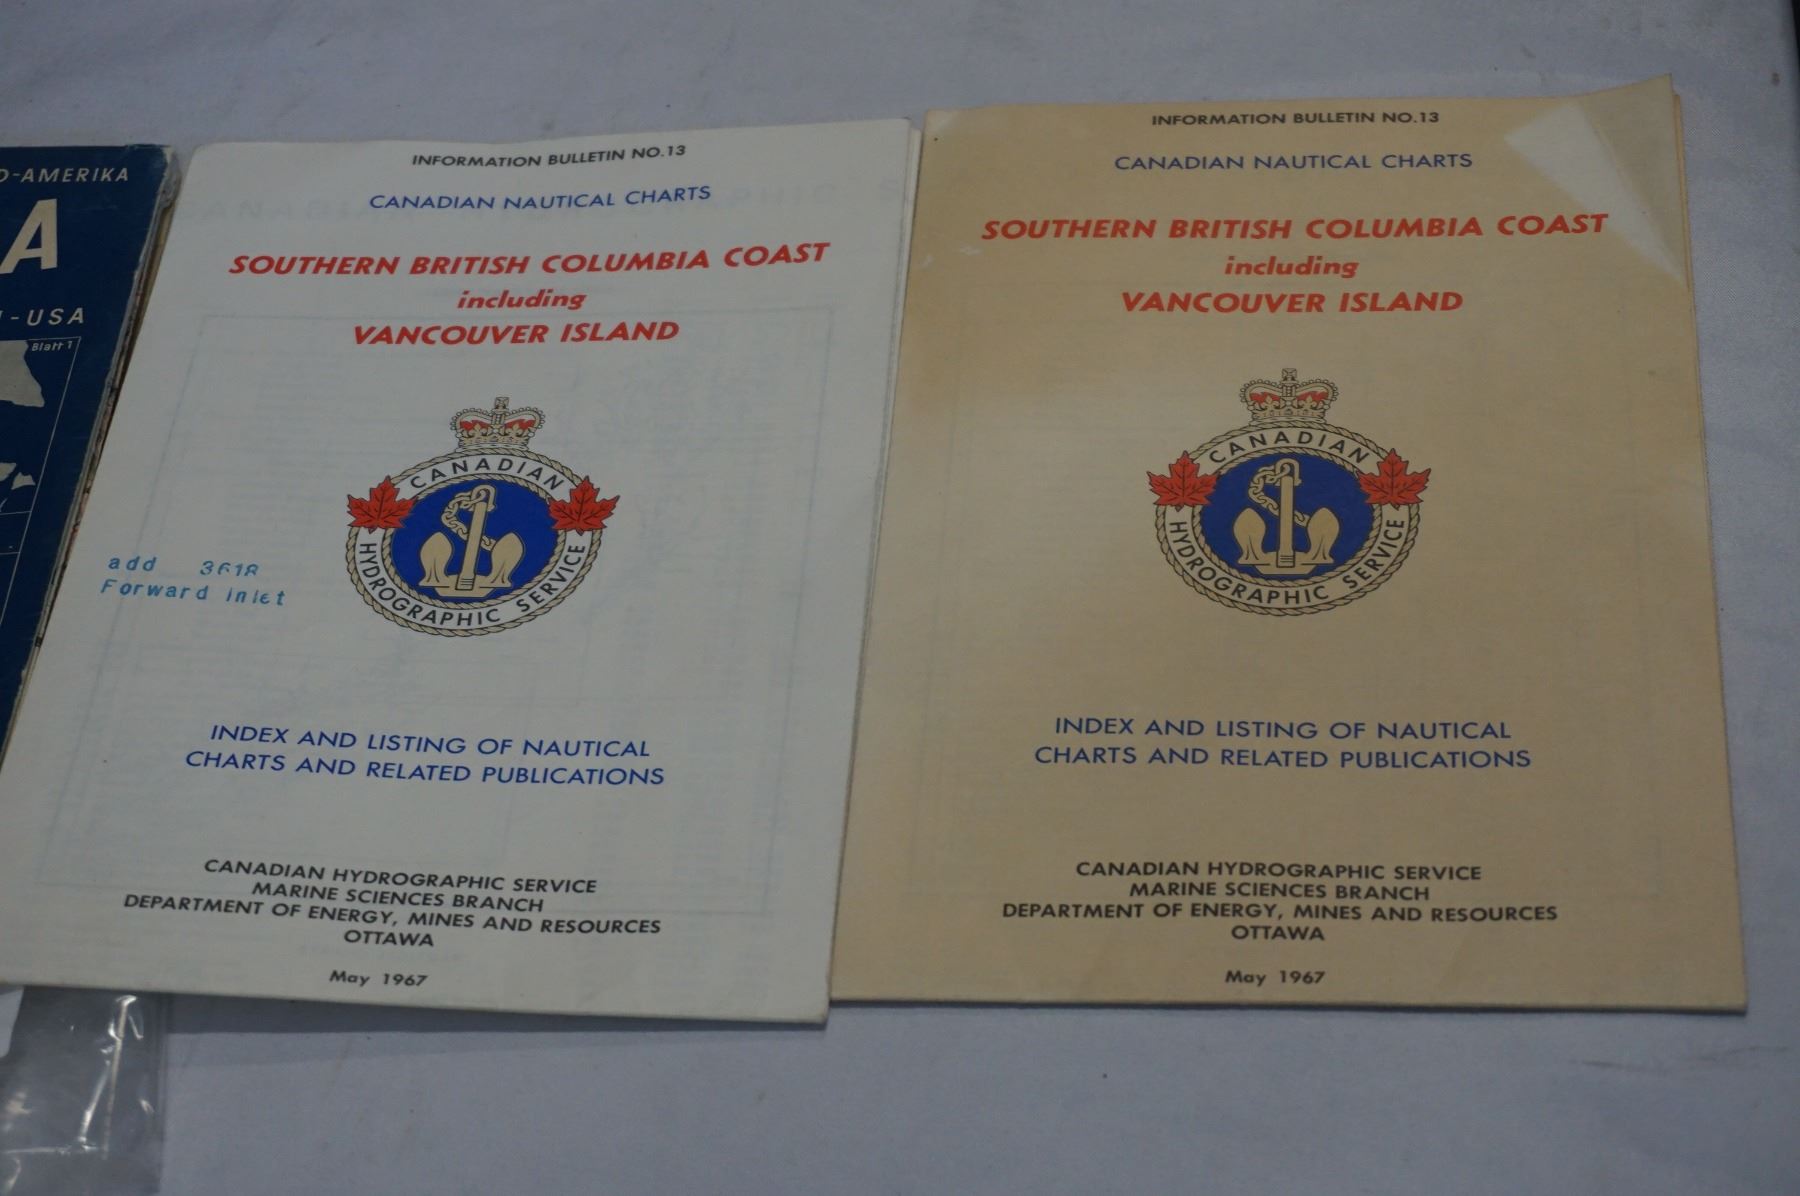 D-AMERIKA
A
-USA
Blatt 1
INFORMATION BULLETIN NO.13
CANADIAN NAUTICAL CHARTS
SOUTHERN BRITISH COLUMBIA COAST
including
VANCOUVER ISLAND
CANADIAN
HYDROGRAPHIC SERVICE
add 3618
Forward inlet
INDEX AND LISTING OF NAUTICAL
CHARTS AND RELATED PUBLICATIONS
CANADIAN HYDROGRAPHIC SERVICE
MARINE SCIENCES BRANCH
DEPARTMENT OF ENERGY, MINES AND RESOURCES
OTTAWA
May 1967
INFORMATION BULLETIN NO.13
CANADIAN NAUTICAL CHARTS
SOUTHERN BRITISH COLUMBIA COAST
including
VANCOUVER ISLAND
CANADIAN
HYDROGRAPHIC SERVICE
INDEX AND LISTING OF NAUTICAL
CHARTS AND RELATED PUBLICATIONS
CANADIAN HYDROGRAPHIC SERVICE
MARINE SCIENCES BRANCH
DEPARTMENT OF ENERGY, MINES AND RESOURCES
OTTAWA
May 1967